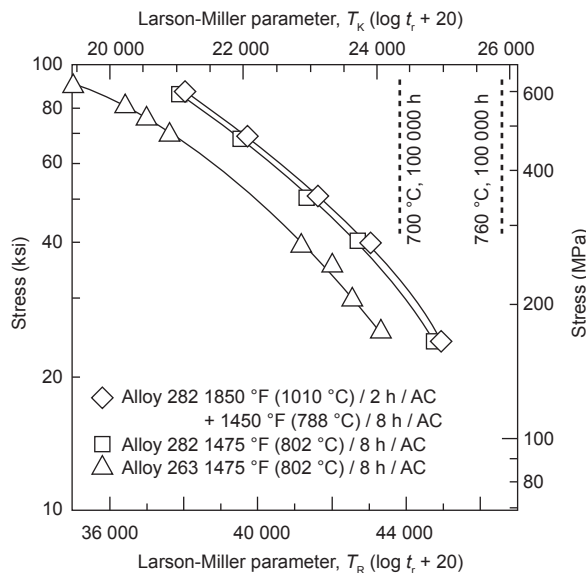 Larson-Miller parameter, T_K (log t_r + 20)
20 000 22 000 24 000 26 000
100
80
60
40
20
10
Stress (ksi)
600
400
200
100
80
Stress (MPa)
700 °C, 100 000 h
760 °C, 100 000 h
Alloy 282 1850 °F (1010 °C) / 2 h / AC
+ 1450 °F (788 °C) / 8 h / AC
Alloy 282 1475 °F (802 °C) / 8 h / AC
Alloy 263 1475 °F (802 °C) / 8 h / AC
36 000 40 000 44 000
Larson-Miller parameter, T_R (log t_r + 20)